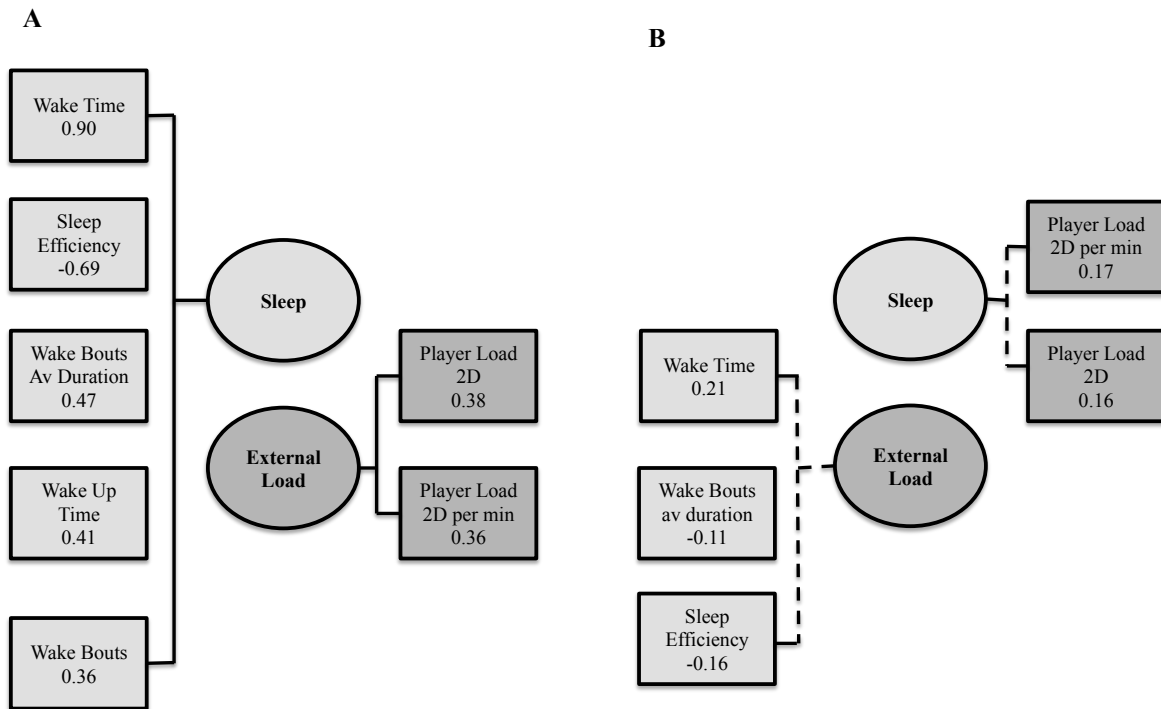 A
Wake Time
0.90
Sleep
Efficiency
-0.69
Wake Bouts
Av Duration
0.47
Wake Up
Time
0.41
Wake Bouts
0.36
Sleep
External
Load
Player Load
2D
0.38
Player Load
2D per min
0.36
B
Wake Time
0.21
Wake Bouts
av duration
-0.11
Sleep
Efficiency
-0.16
Sleep
External
Load
Player Load
2D per min
0.17
Player Load
2D
0.16